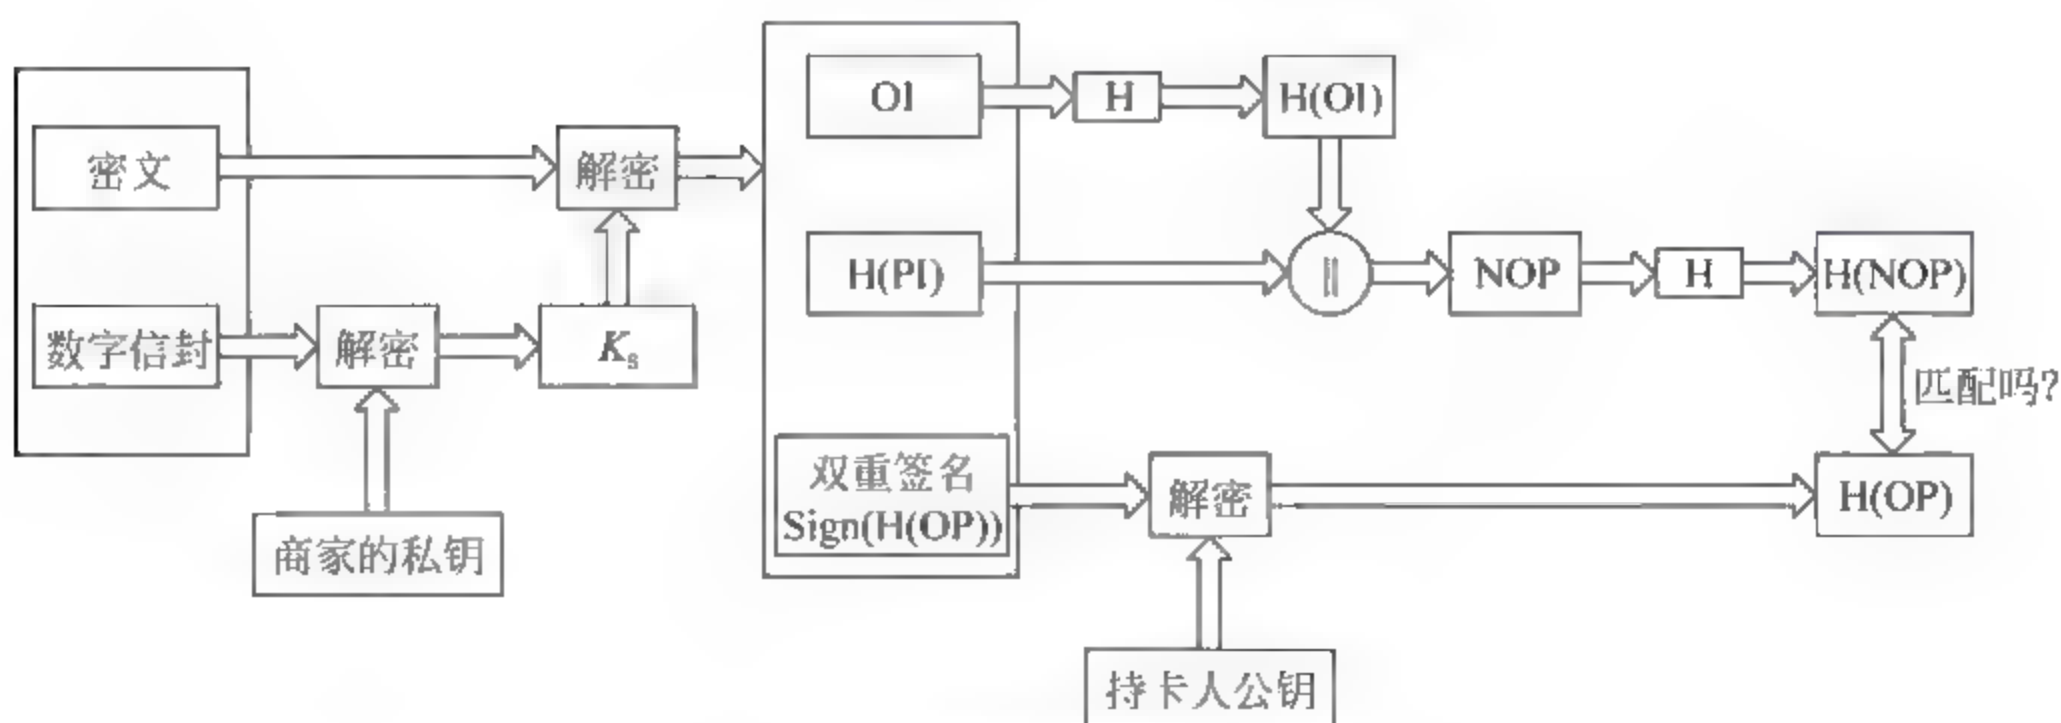 密文
数字信封
解密
商家的私钥
解密
K_s
OI
H
H(OI)
H(PI)
||
NOP
H
H(NOP)
匹配吗?
双重签名
Sign(H(OP))
解密
H(OP)
持卡人公钥